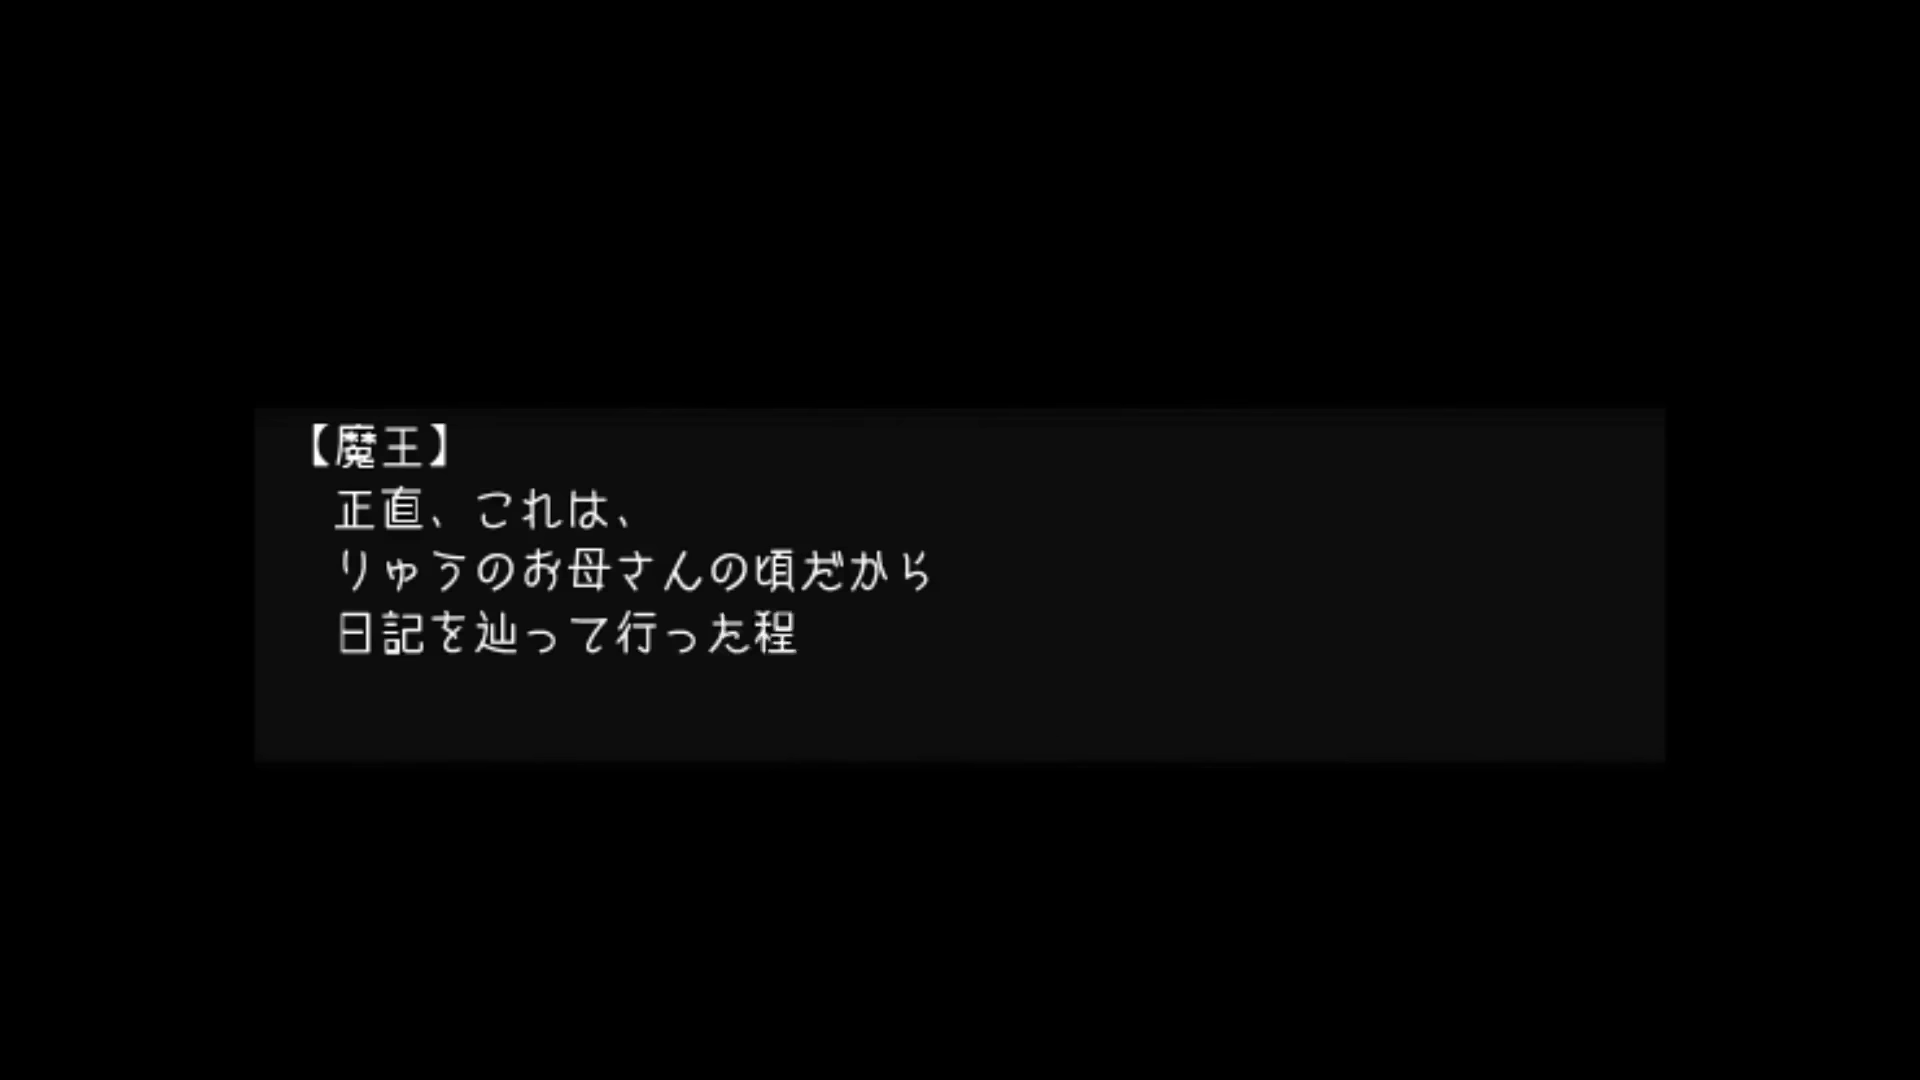 【魔王】
正直、これは、
りゅうのお母さんの頃だから
日記を辿って行った程